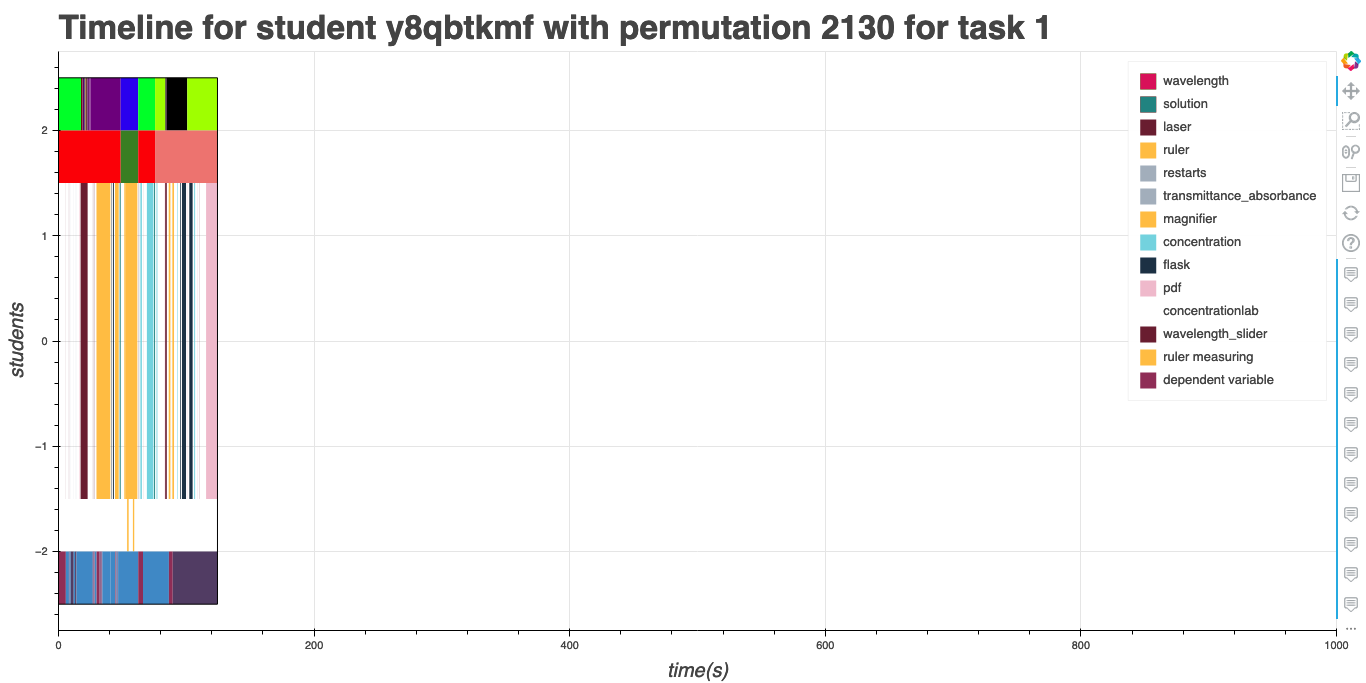 Timeline for student y8qbtkmf with permutation 2130 for task 1
wavelength
solution
laser
ruler
restarts
transmittance_absorbance
magnifier
concentration
flask
pdf
concentrationlab
wavelength_slider
ruler measuring
dependent variable
students
2
1
0
−1
−2
0
200
400
600
800
1000
time(s)